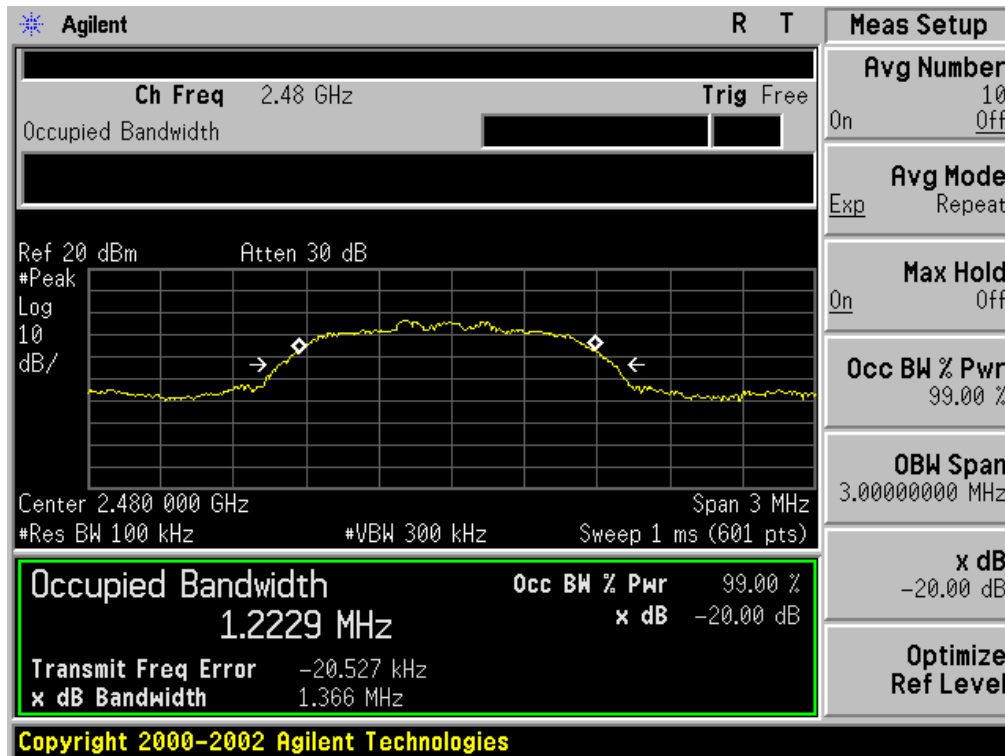 Agilent R T
Ch Freq 2.48 GHz Trig Free
Occupied Bandwidth
Ref 20 dBm Atten 30 dB
#Peak
Log
10
dB/
Center 2.480 000 GHz Span 3 MHz
#Res BW 100 kHz #VBW 300 kHz Sweep 1 ms (601 pts)
Occupied Bandwidth
1.2229 MHz
Occ BW % Pwr 99.00 %
x dB -20.00 dB
Transmit Freq Error -20.527 kHz
x dB Bandwidth 1.366 MHz
Copyright 2000-2002 Agilent Technologies
Meas Setup
Avg Number
10
On Off
Avg Mode
Exp Repeat
Max Hold
On Off
Occ BW % Pwr
99.00 %
OBW Span
3.00000000 MHz
x dB
-20.00 dB
Optimize
Ref Level